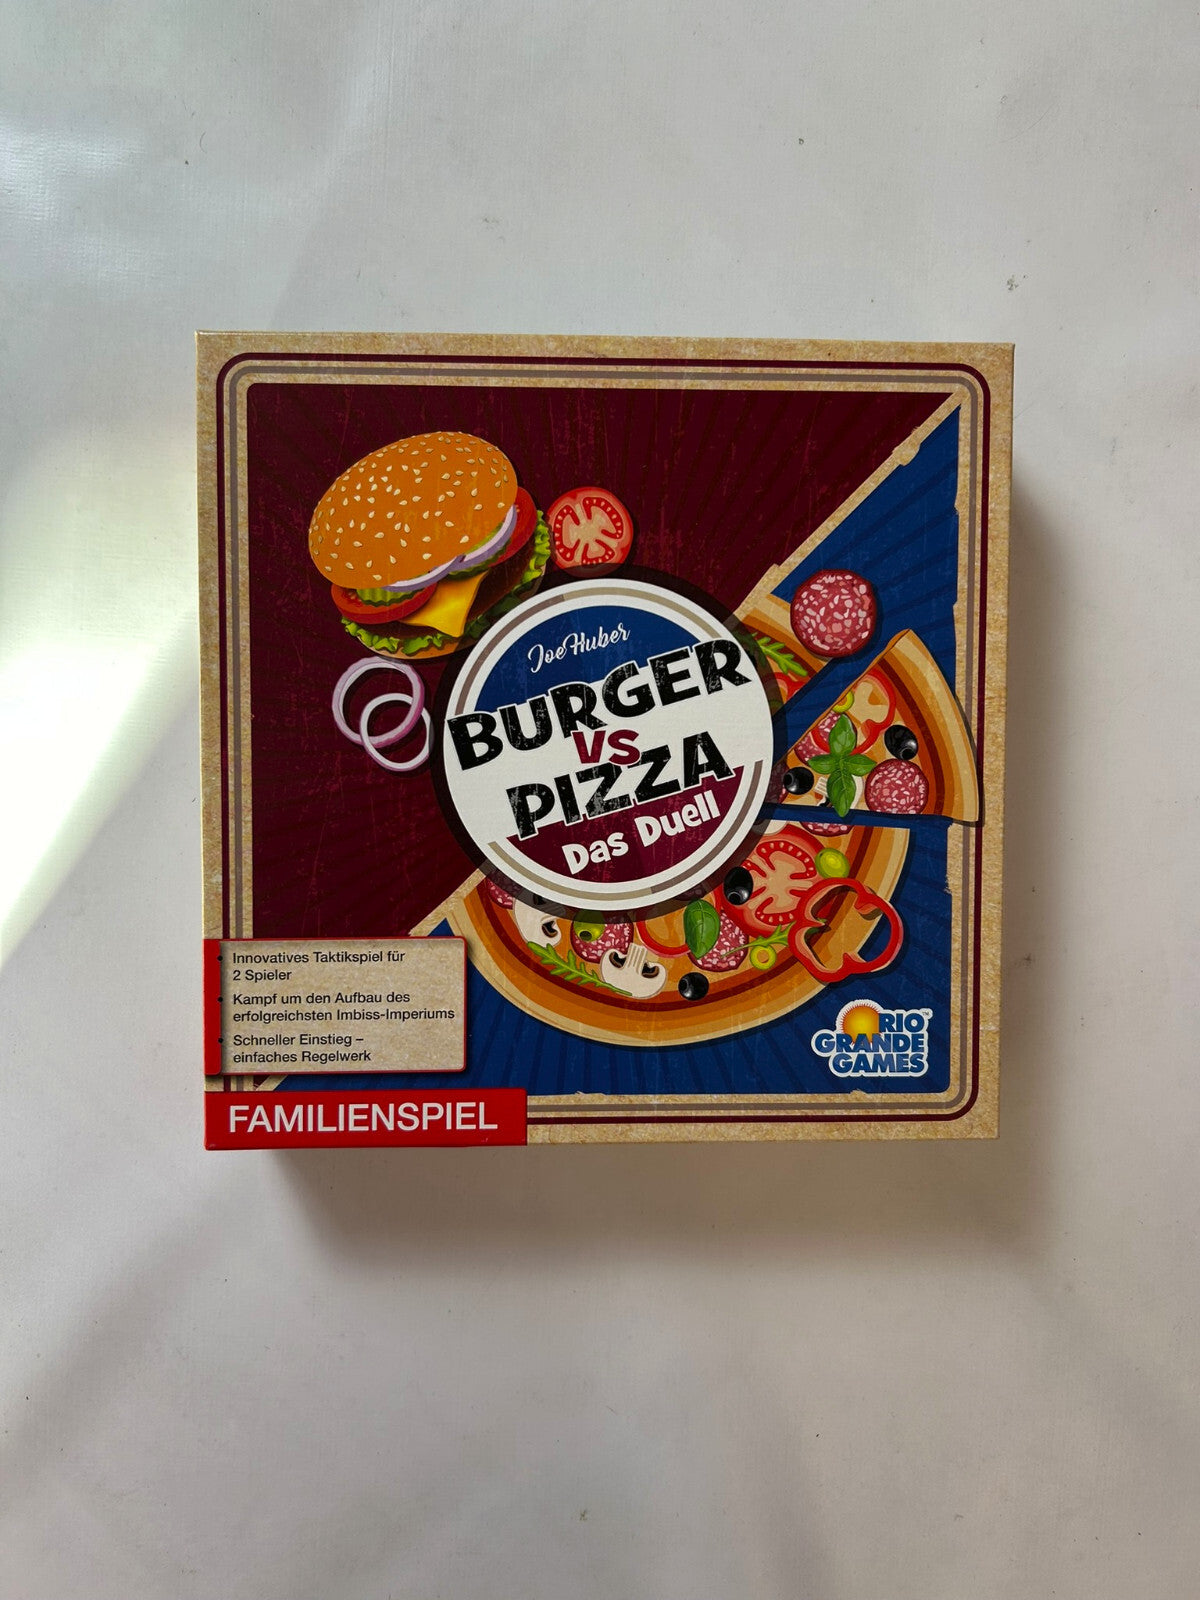 Joe Huber
BURGER
VS
PIZZA
Das Duell
• Innovatives Taktikspiel für
2 Spieler
• Kampf um den Aufbau des
erfolgreichsten Imbiss-Imperiums
• Schneller Einstieg –
einfaches Regelwerk
FAMILIENSPIEL
RIO
GRANDE
GAMES™